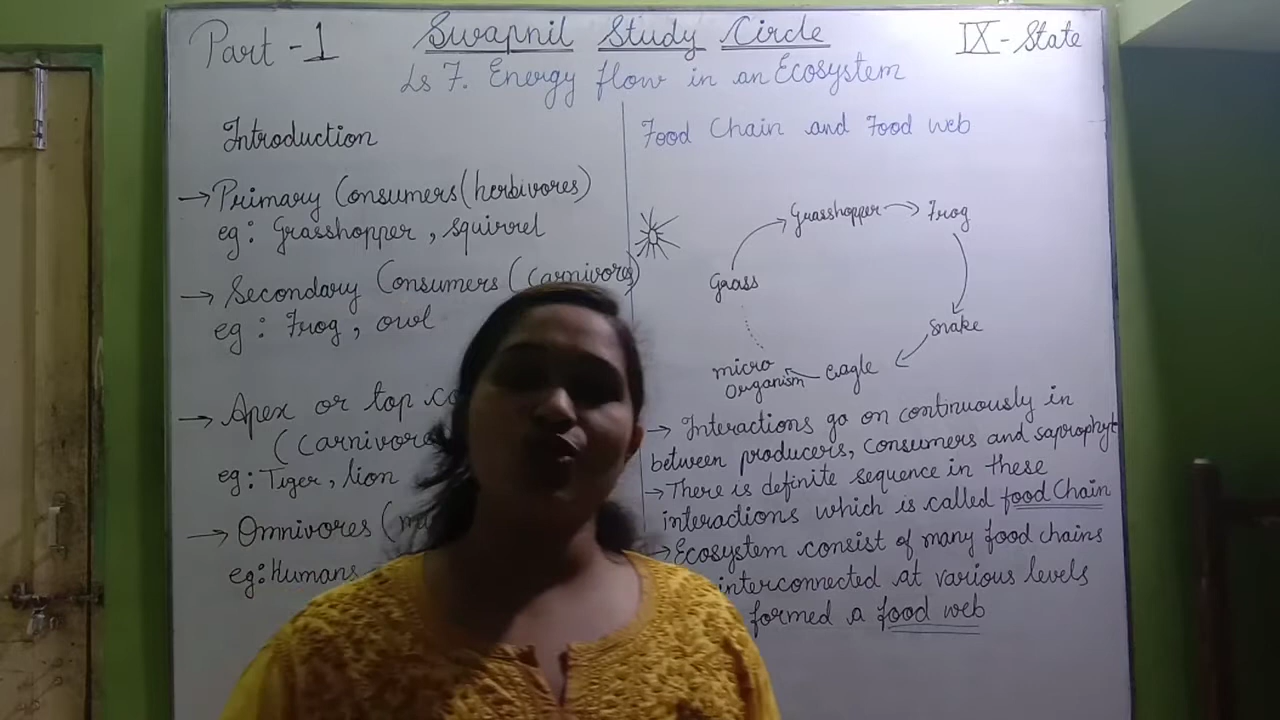 Part -1
Swapnil Study Circle
IX - State
Ls 7. Energy flow in an Ecosystem
Introduction
→ Primary Consumers (herbivores)
eg: Grasshopper, squirrel
→ Secondary Consumers (Carnivores)
eg: Frog, owl
→ Apex or top
(carnivore
eg: Tiger, lion
→ Omnivores (
eg: Humans
Food Chain and Food web
Grasshopper → Frog
Grass
Snake
micro
Organism
eagle
→ Interactions go on continuously in
between producers, consumers and saprophyt
→ There is definite sequence in these
interactions which is called food Chain
→ Ecosystem consist of many food chains
interconnected at various levels
formed a food web